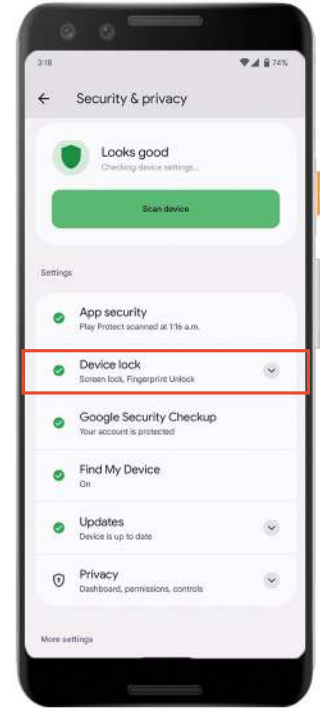 3:18
74%
Security & privacy
Looks good
Checking device settings...
Scan device
Settings
App security
Play Protect scanned at 1:16 a.m.
Device lock
Screen lock, Fingerprint Unlock
Google Security Checkup
Your account is protected
Find My Device
On
Updates
Device is up to date
Privacy
Dashboard, permissions, controls
More settings